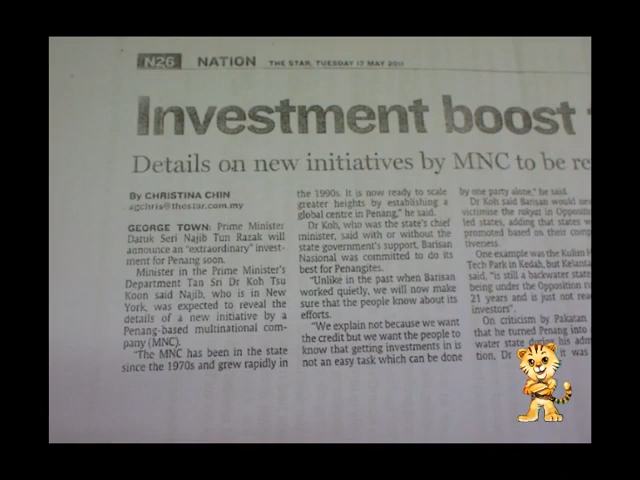 N26 NATION THE STAR, TUESDAY 17 MAY 2011
Investment boost
Details on new initiatives by MNC to be re
By CHRISTINA CHIN
agchris@thestar.com.my
GEORGE TOWN: Prime Minister
Datuk Seri Najib Tun Razak will
announce an "extraordinary" invest-
ment for Penang soon.
Minister in the Prime Minister's
Department Tan Sri Dr Koh Tsu
Koon said Najib, who is in New
York, was expected to reveal the
details of a new initiative by a
Penang-based multinational com-
pany (MNC).
"The MNC has been in the state
since the 1970s and grew rapidly in
the 1990s. It is now ready to scale
greater heights by establishing a
global centre in Penang," he said.
Dr Koh, who was the state's chief
minister, said with or without the
state government's support, Barisan
Nasional was committed to do its
best for Penangites.
"Unlike in the past when Barisan
worked quietly, we will now make
sure that the people know about its
efforts.
"We explain not because we want
the credit but we want the people to
know that getting investments in is
not an easy task which can be done
by one party alone," he said.
Dr Koh said Barisan would
victimise the rakyat in Oppositi
led states, adding that states w
promoted based on their comp
tiveness.
One example was the Kulim H
Tech Park in Kedah, but Kelanta
said, "is still a backwater state
being under the Opposition
21 years and is just not rea
investors".
On criticism by Pakatan
that he turned Penang into
water state during his adm
tion, Dr it was